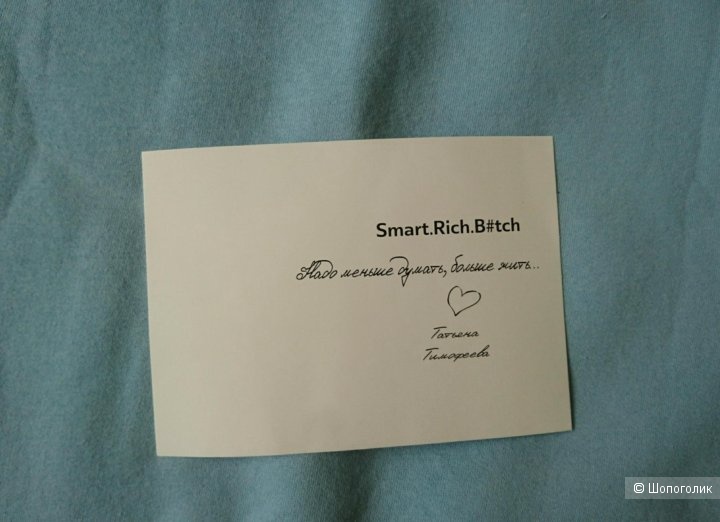 Smart.Rich.B#tch
Надо меньше думать, больше жить...
Татьяна
Тимофеева
© Шопоголик